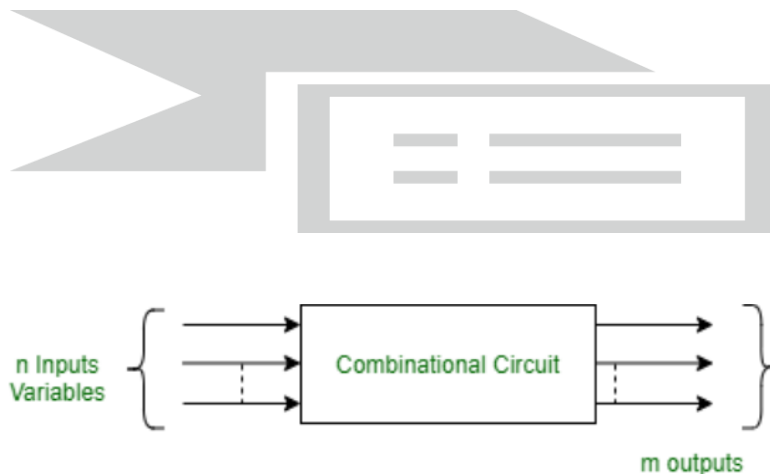 n Inputs
Variables
Combinational Circuit
m outputs